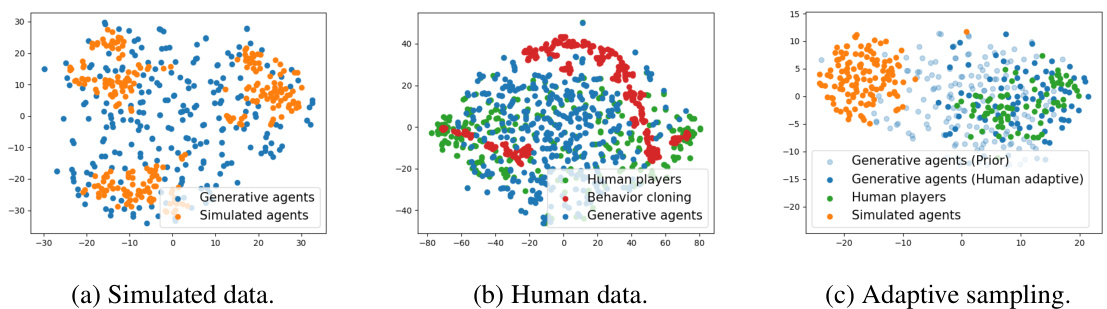 30
20
10
0
−10
−20
−30
−30 −20 −10 0 10 20 30
Generative agents
Simulated agents
(a) Simulated data.
40
20
0
−20
−40
−80 −60 −40 −20 0 20 40 60 80
Human players
Behavior cloning
Generative agents
(b) Human data.
15
10
5
0
−5
−10
−15
−20
−20 −10 0 10 20
Generative agents (Prior)
Generative agents (Human adaptive)
Human players
Simulated agents
(c) Adaptive sampling.